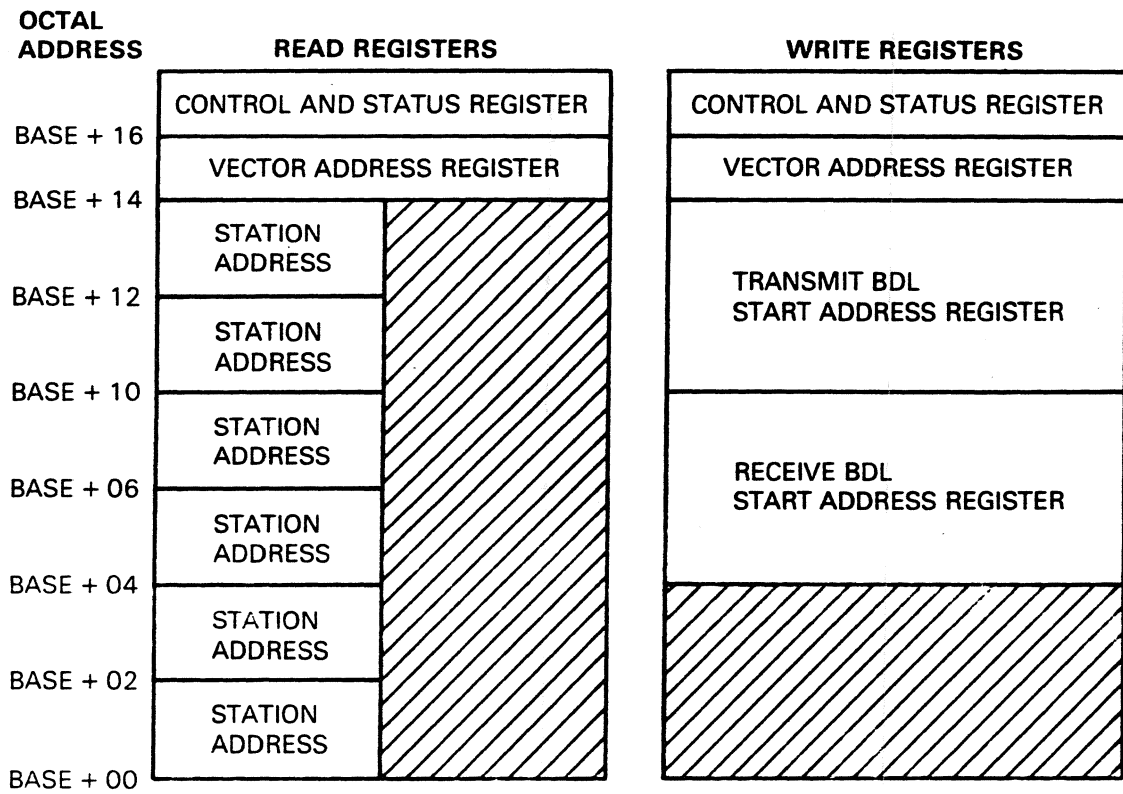 OCTAL
ADDRESS
READ REGISTERS
WRITE REGISTERS
CONTROL AND STATUS REGISTER
CONTROL AND STATUS REGISTER
BASE + 16
VECTOR ADDRESS REGISTER
VECTOR ADDRESS REGISTER
BASE + 14
STATION
ADDRESS
TRANSMIT BDL
START ADDRESS REGISTER
BASE + 12
STATION
ADDRESS
BASE + 10
STATION
ADDRESS
RECEIVE BDL
START ADDRESS REGISTER
BASE + 06
STATION
ADDRESS
BASE + 04
STATION
ADDRESS
BASE + 02
STATION
ADDRESS
BASE + 00